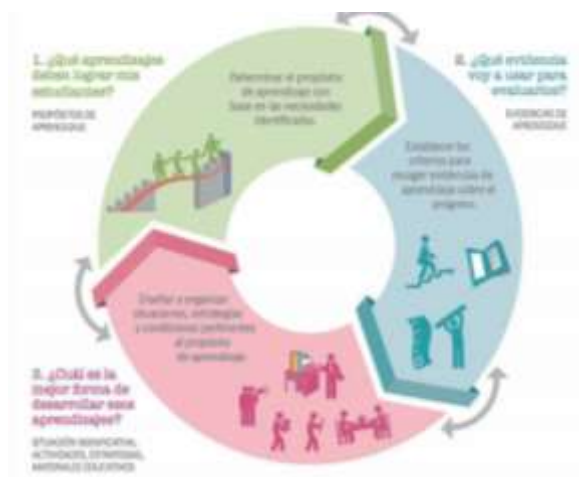 1. ¿Qué aprendizajes
deben lograr mis
estudiantes?
PROPÓSITOS DE
APRENDIZAJE
Determinar el propósito
de aprendizaje con
base en las necesidades
identificadas.
2. ¿Qué evidencia
voy a usar para
evaluarlos?
EVIDENCIAS DE
APRENDIZAJE
Establecer los
criterios para
recoger evidencias de
aprendizaje sobre el
progreso.
Diseñar y organizar
situaciones, estrategias
y condiciones pertinentes
al propósito
de aprendizaje
3. ¿Cuál es la
mejor forma de
desarrollar esos
aprendizajes?
SITUACIÓN SIGNIFICATIVA,
ACTIVIDADES, ESTRATEGIAS,
MATERIALES EDUCATIVOS